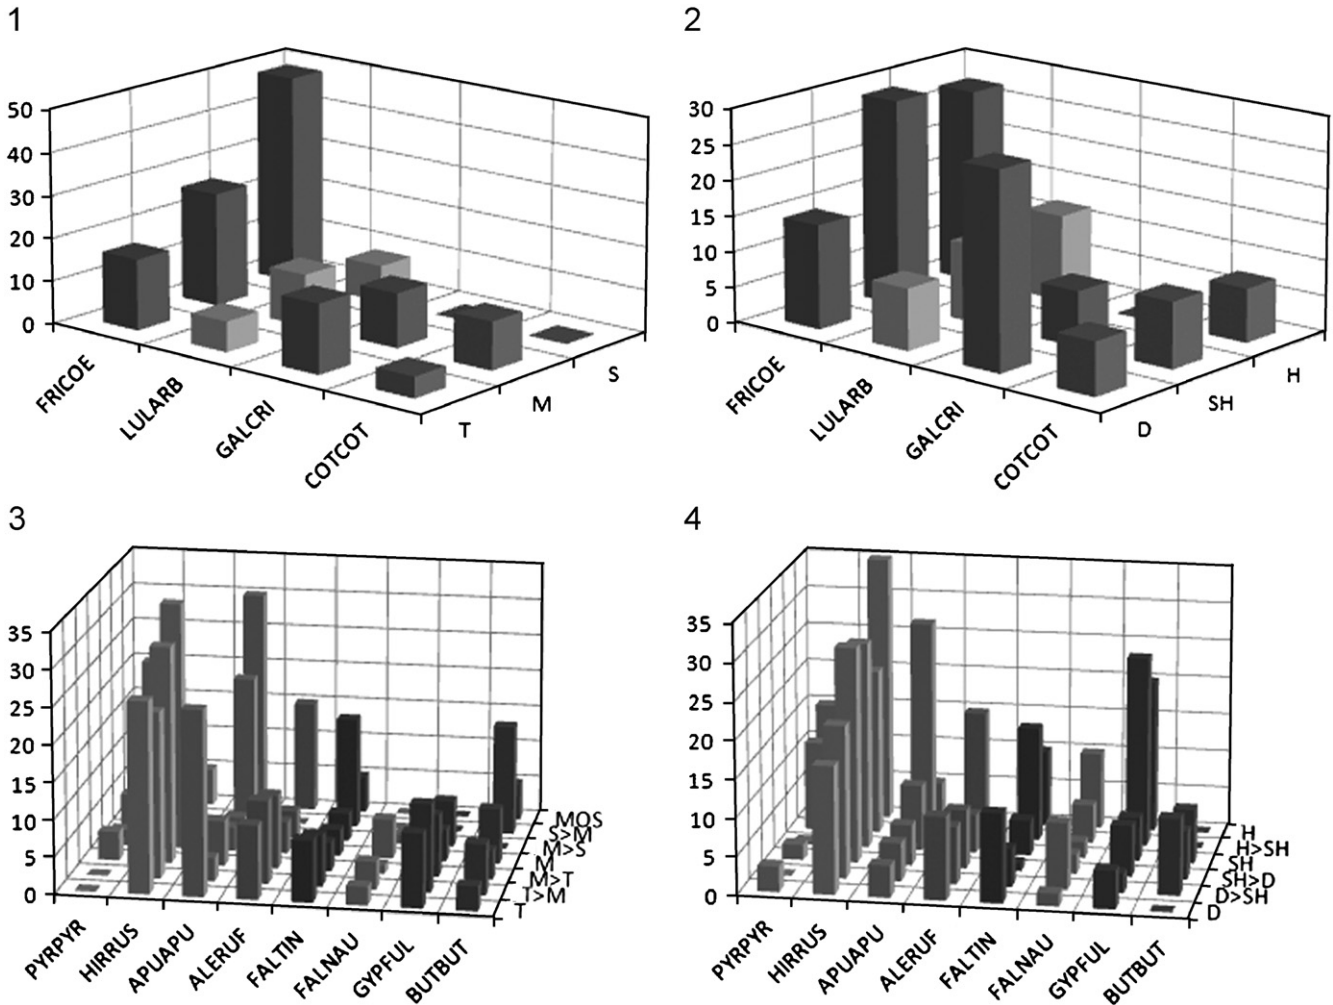 1
50
40
30
20
10
0
FRICOE
LULARB
GALCRI
COTCOT
T
M
S
2
30
25
20
15
10
5
0
FRICOE
LULARB
GALCRI
COTCOT
D
SH
H
3
35
30
25
20
15
10
5
0
PYRPYR
HIRRUS
APUAPU
ALERUF
FALTIN
FALNAU
GYPFUL
BUTBUT
T
T>M
M>T
M
M>S
S>M
MOS
4
35
30
25
20
15
10
5
0
PYRPYR
HIRRUS
APUAPU
ALERUF
FALTIN
FALNAU
GYPFUL
BUTBUT
D
D>SH
SH>D
SH
H>SH
H